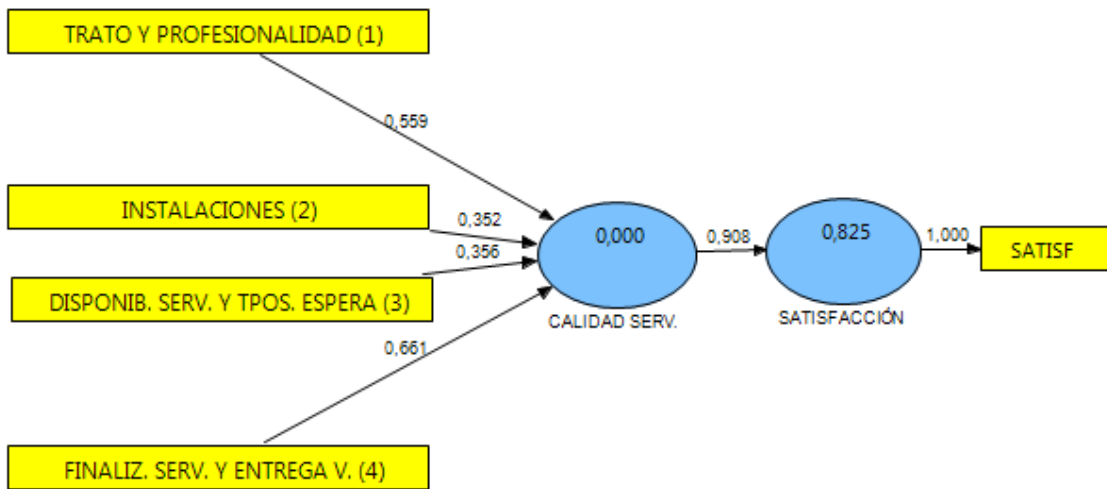 TRATO Y PROFESIONALIDAD (1)
0,559
INSTALACIONES (2)
0,352
0,356
DISPONIB. SERV. Y TPOS. ESPERA (3)
0,661
FINALIZ. SERV. Y ENTREGA V. (4)
0,000
CALIDAD SERV.
0,908
0,825
SATISFACCIÓN
1,000
SATISF